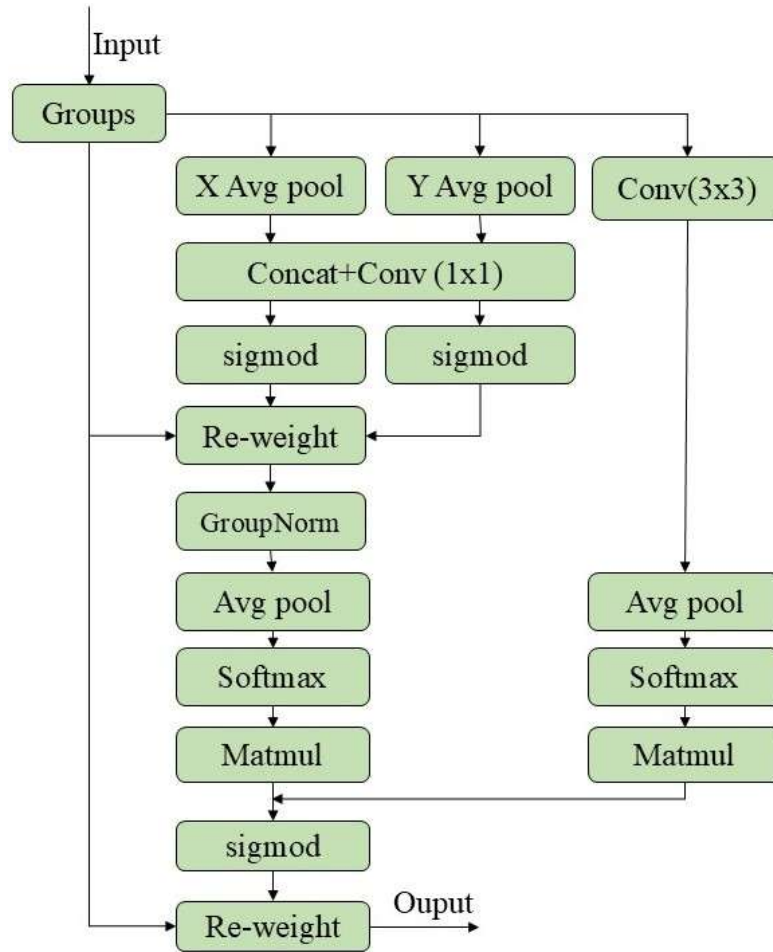 Input
Groups
X Avg pool
Y Avg pool
Conv(3x3)
Concat+Conv (1x1)
sigmod
sigmod
Re-weight
GroupNorm
Avg pool
Avg pool
Softmax
Softmax
Matmul
Matmul
sigmod
Re-weight
Ouput